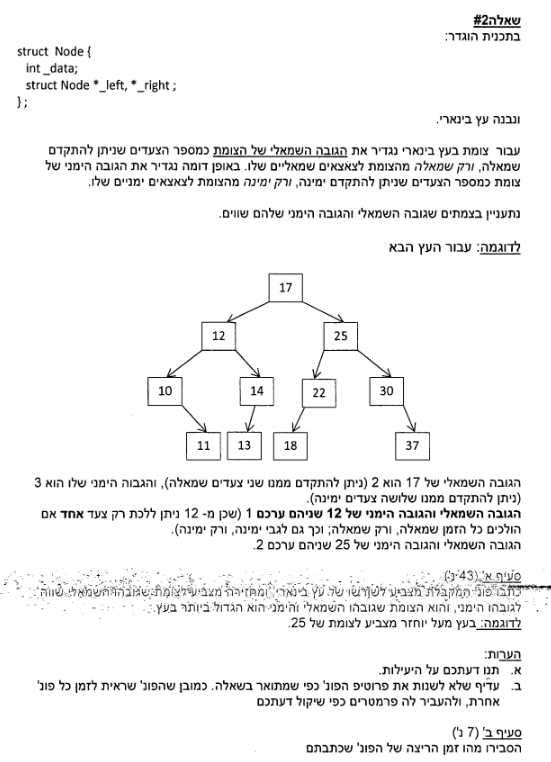 שאלה2#
בתכנית הוגדר:
struct Node {
int _data;
struct Node *_left, *_right ;
} ;
ונבנה עץ בינארי.
עבור צומת בעץ בינארי נגדיר את הגובה השמאלי של הצומת כמספר הצעדים שניתן להתקדם
שמאלה, ורק שמאלה מהצומת לצאצאים שמאליים שלו. באופן דומה נגדיר את הגובה הימני של
צומת כמספר הצעדים שניתן להתקדם ימינה, ורק ימינה מהצומת לצאצאים ימניים שלו.
נתעניין בצמתים שגובה השמאלי והגובה הימני שלהם שווים.
לדוגמה: עבור העץ הבא
17
12 25
10 14 22 30
11 13 18 37
הגובה השמאלי של 17 הוא 2 (ניתן להתקדם ממנו שני צעדים שמאלה), והגבוה הימני שלו הוא 3
(ניתן להתקדם ממנו שלושה צעדים ימינה).
הגובה השמאלי והגובה הימני של 12 שניהם ערכם 1 (שכן מ- 12 ניתן ללכת רק צעד אחד אם
הולכים כל הזמן שמאלה, ורק שמאלה; וכך גם לגבי ימינה, ורק ימינה).
הגובה השמאלי והגובה הימני של 25 שניהם ערכם 2.
סעיף א' (43 נ')
כתבו פונ' המקבלת מצביע לשורשו של עץ בינארי, ומחזירה מצביע לצומת שגובהו השמאלי שווה
לגובהו הימני, והוא הצומת שגובהו השמאלי והימני הוא הגדול ביותר בעץ.
לדוגמה: בעץ מעל יוחזר מצביע לצומת של 25.
הערות:
א. תנו דעתכם על היעילות.
ב. עדיף שלא לשנות את פרוטיפ הפונ' כפי שמתואר בשאלה. כמובן שהפונ' שראית לזמן כל פונ'
אחרת, ולהעביר לה פרמטרים כפי שיקול דעתכם
סעיף ב' (7 נ')
הסבירו מהו זמן הריצה של הפונ' שכתבתם